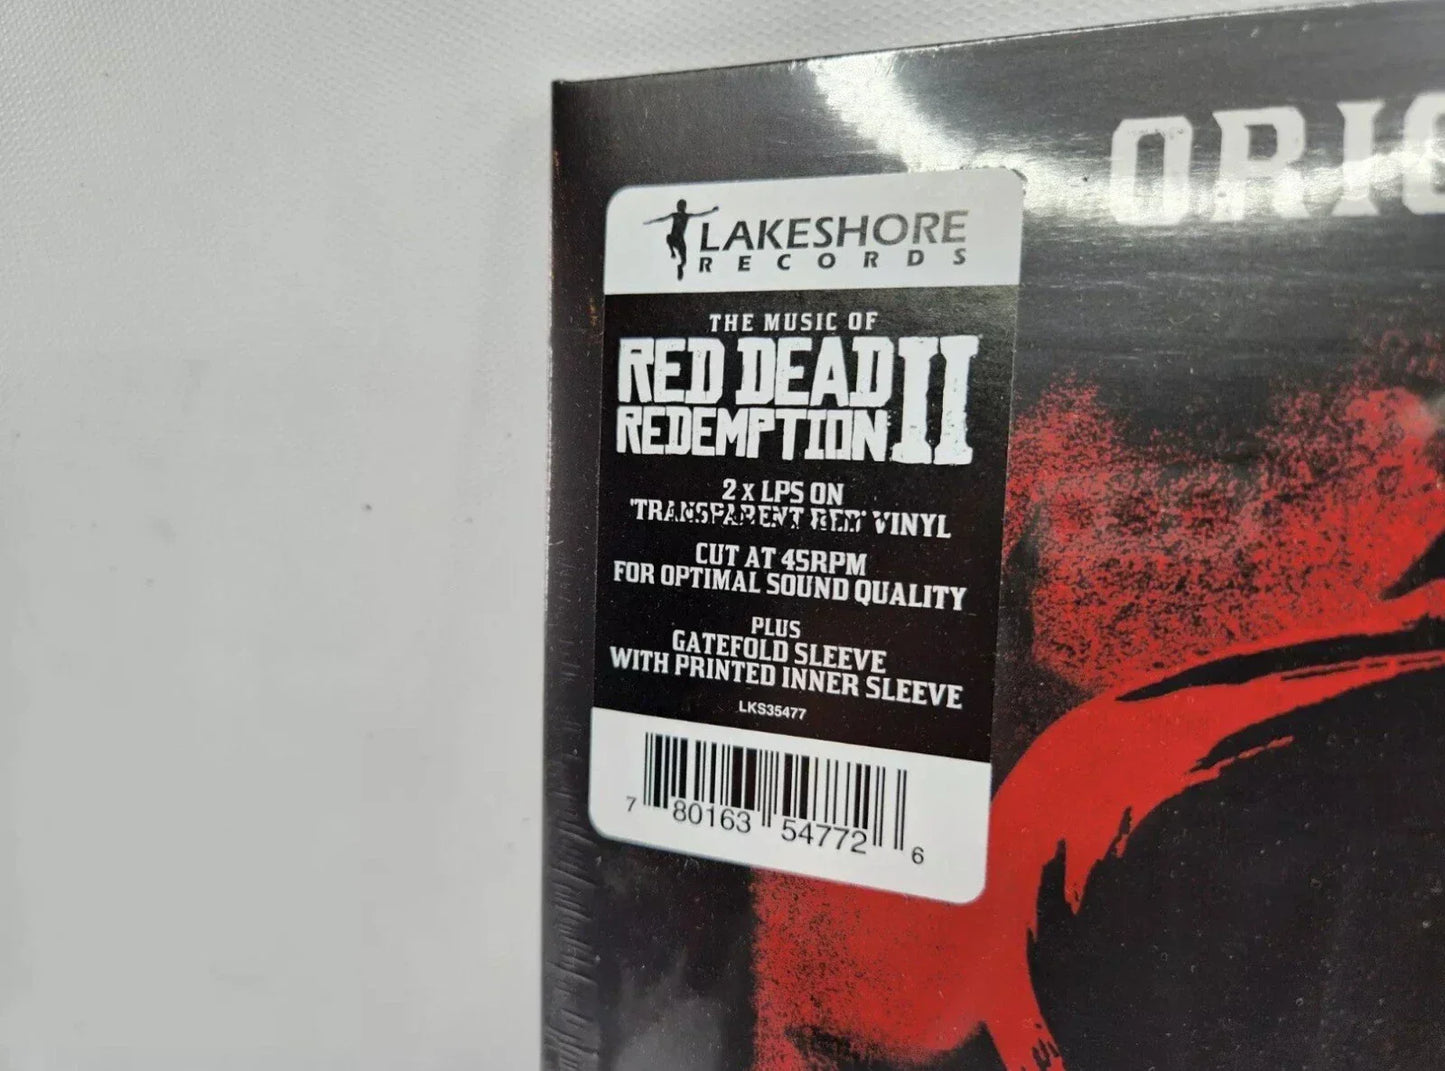 ORIG
LAKESHORE
RECORDS
THE MUSIC OF
RED DEAD
REDEMPTION II
2 x LPS ON
'TRANSPARENT RED' VINYL
CUT AT 45RPM
FOR OPTIMAL SOUND QUALITY
PLUS
GATEFOLD SLEEVE
WITH PRINTED INNER SLEEVE
LKS35477
7 80163 54772 6